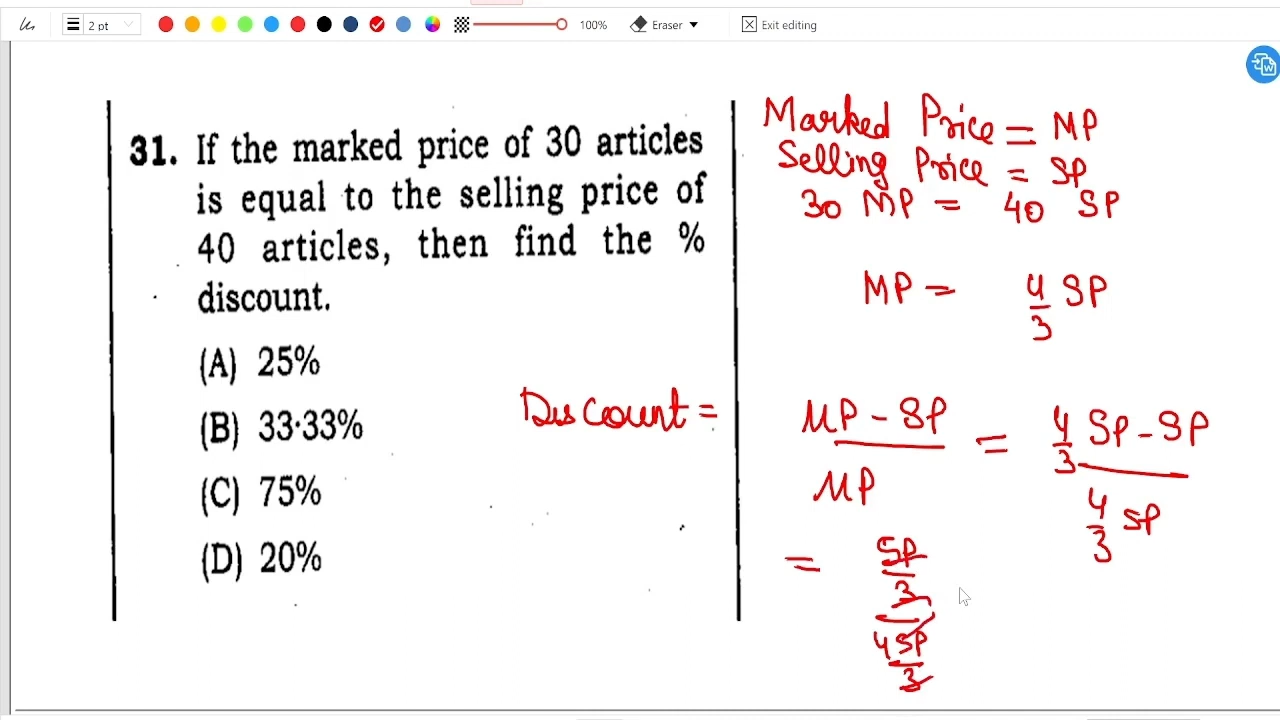 2 pt
100%
Eraser
Exit editing
31. If the marked price of 30 articles
is equal to the selling price of
40 articles, then find the %
discount.
(A) 25%
(B) 33·33%
(C) 75%
(D) 20%
Marked Price = MP
Selling Price = SP
30 MP = 40 SP
MP = 4/3 SP
Discount = MP - SP / MP = 4/3 SP - SP / 4/3 SP
= SP/3 / 4SP/3